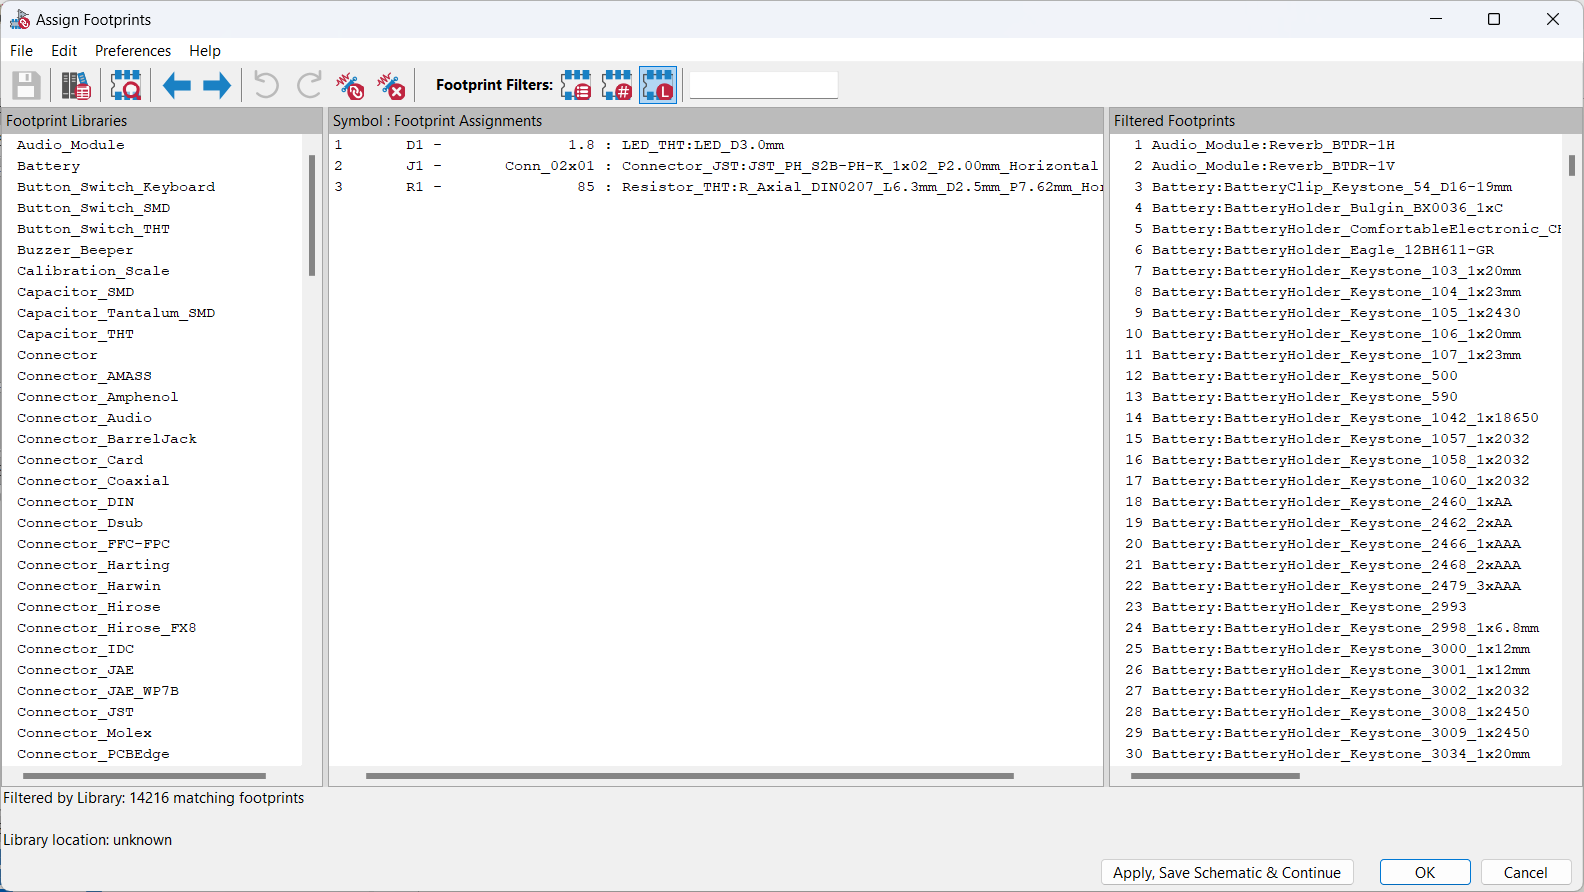 Assign Footprints
File Edit Preferences Help
Footprint Filters:
Footprint Libraries
Audio_Module
Battery
Button_Switch_Keyboard
Button_Switch_SMD
Button_Switch_THT
Buzzer_Beeper
Calibration_Scale
Capacitor_SMD
Capacitor_Tantalum_SMD
Capacitor_THT
Connector
Connector_AMASS
Connector_Amphenol
Connector_Audio
Connector_BarrelJack
Connector_Card
Connector_Coaxial
Connector_DIN
Connector_Dsub
Connector_FFC-FPC
Connector_Harting
Connector_Harwin
Connector_Hirose
Connector_Hirose_FX8
Connector_IDC
Connector_JAE
Connector_JAE_WP7B
Connector_JST
Connector_Molex
Connector_PCBEdge
Symbol : Footprint Assignments
1 D1 - 1.8 : LED_THT:LED_D3.0mm
2 J1 - Conn_02x01 : Connector_JST:JST_PH_S2B-PH-K_1x02_P2.00mm_Horizontal
3 R1 - 85 : Resistor_THT:R_Axial_DIN0207_L6.3mm_D2.5mm_P7.62mm_Ho
Filtered Footprints
1 Audio_Module:Reverb_BTDR-1H
2 Audio_Module:Reverb_BTDR-1V
3 Battery:BatteryClip_Keystone_54_D16-19mm
4 Battery:BatteryHolder_Bulgin_BX0036_1xC
5 Battery:BatteryHolder_ComfortableElectronic_C
6 Battery:BatteryHolder_Eagle_12BH611-GR
7 Battery:BatteryHolder_Keystone_103_1x20mm
8 Battery:BatteryHolder_Keystone_104_1x23mm
9 Battery:BatteryHolder_Keystone_105_1x2430
10 Battery:BatteryHolder_Keystone_106_1x20mm
11 Battery:BatteryHolder_Keystone_107_1x23mm
12 Battery:BatteryHolder_Keystone_500
13 Battery:BatteryHolder_Keystone_590
14 Battery:BatteryHolder_Keystone_1042_1x18650
15 Battery:BatteryHolder_Keystone_1057_1x2032
16 Battery:BatteryHolder_Keystone_1058_1x2032
17 Battery:BatteryHolder_Keystone_1060_1x2032
18 Battery:BatteryHolder_Keystone_2460_1xAA
19 Battery:BatteryHolder_Keystone_2462_2xAA
20 Battery:BatteryHolder_Keystone_2466_1xAAA
21 Battery:BatteryHolder_Keystone_2468_2xAAA
22 Battery:BatteryHolder_Keystone_2479_3xAAA
23 Battery:BatteryHolder_Keystone_2993
24 Battery:BatteryHolder_Keystone_2998_1x6.8mm
25 Battery:BatteryHolder_Keystone_3000_1x12mm
26 Battery:BatteryHolder_Keystone_3001_1x12mm
27 Battery:BatteryHolder_Keystone_3002_1x2032
28 Battery:BatteryHolder_Keystone_3008_1x2450
29 Battery:BatteryHolder_Keystone_3009_1x2450
30 Battery:BatteryHolder_Keystone_3034_1x20mm
Filtered by Library: 14216 matching footprints
Library location: unknown
Apply, Save Schematic & Continue OK Cancel